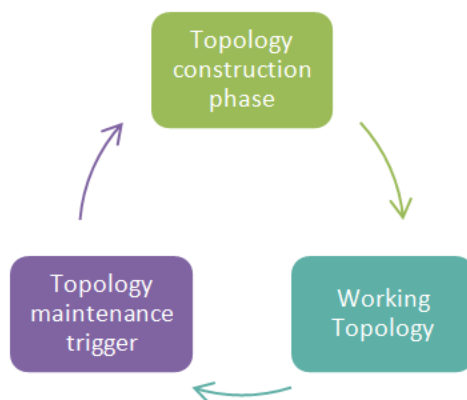 Topology
construction
phase
Topology
maintenance
trigger
Working
Topology